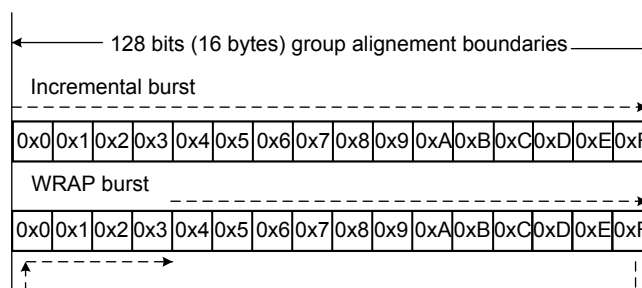 128 bits (16 bytes) group alignement boundaries
Incremental burst
0x0 0x1 0x2 0x3 0x4 0x5 0x6 0x7 0x8 0x9 0xA 0xB 0xC 0xD 0xE 0xF
WRAP burst
0x0 0x1 0x2 0x3 0x4 0x5 0x6 0x7 0x8 0x9 0xA 0xB 0xC 0xD 0xE 0xF